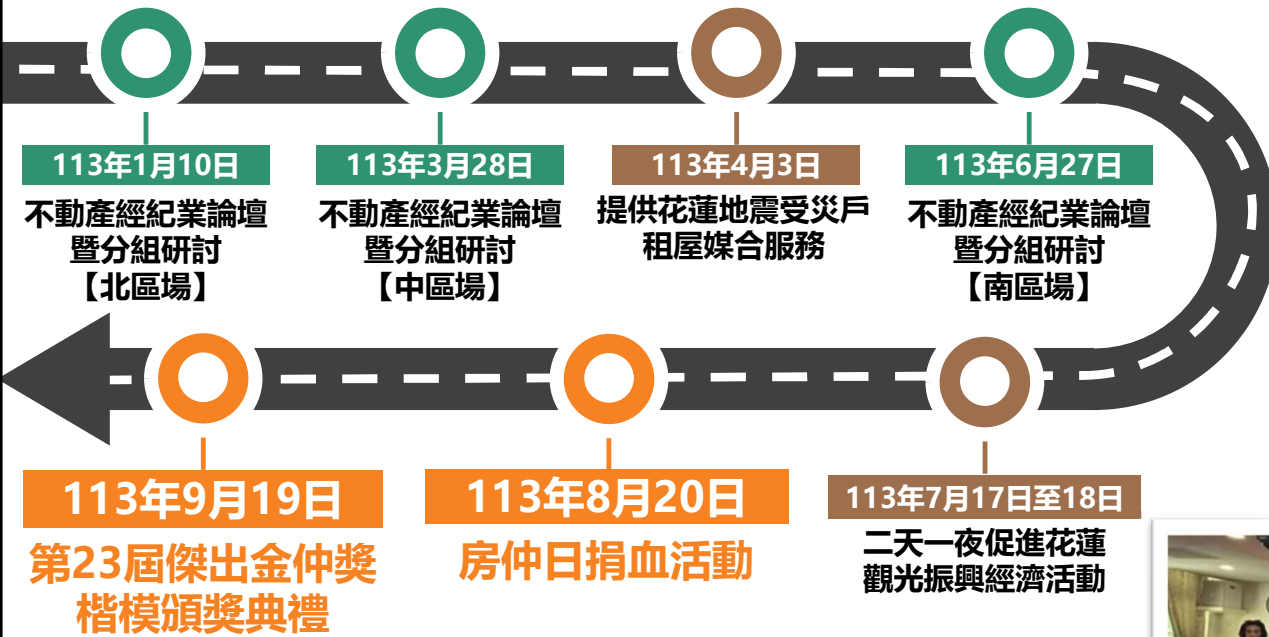 113年1月10日
不動產經紀業論壇
暨分組研討
【北區場】
113年3月28日
不動產經紀業論壇
暨分組研討
【中區場】
113年4月3日
提供花蓮地震受災戶
租屋媒合服務
113年6月27日
不動產經紀業論壇
暨分組研討
【南區場】
113年7月17日至18日
二天一夜促進花蓮
觀光振興經濟活動
113年8月20日
房仲日捐血活動
113年9月19日
第23屆傑出金仲獎
楷模頒獎典禮